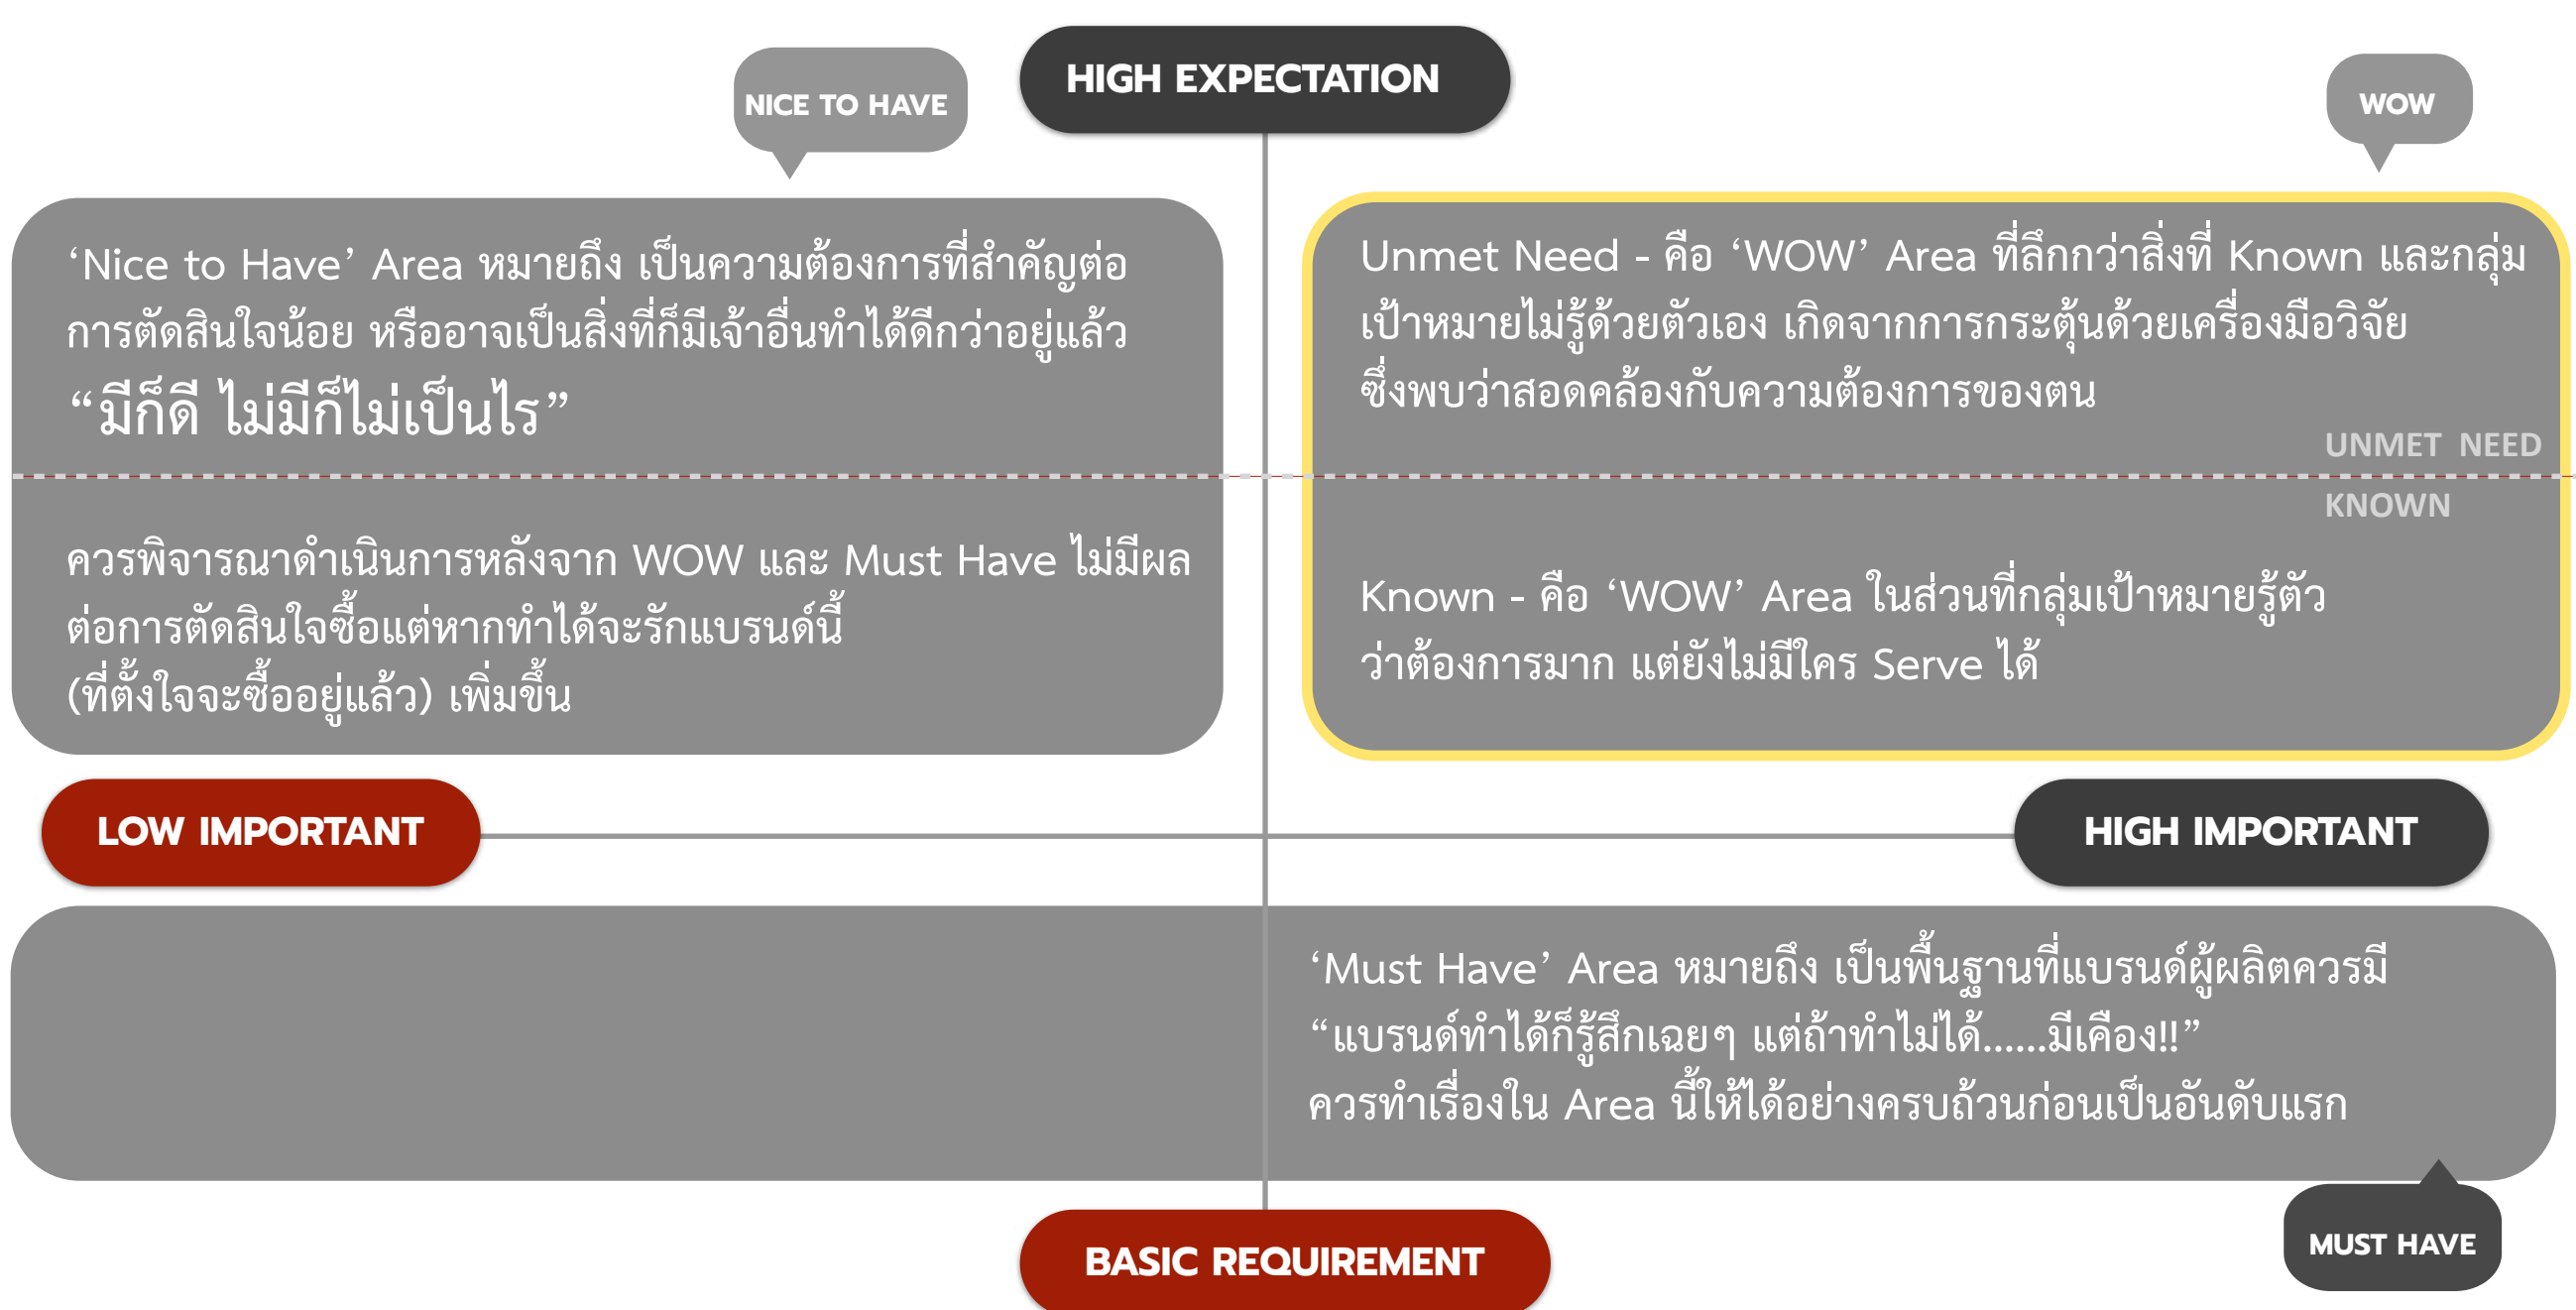 HIGH EXPECTATION
NICE TO HAVE
WOW
‘Nice to Have’ Area หมายถึง เป็นความต้องการที่สำคัญต่อ
การตัดสินใจน้อย หรืออาจเป็นสิ่งที่ก็มีเจ้าอื่นทำได้ดีกว่าอยู่แล้ว
“มีก็ดี ไม่มีก็ไม่เป็นไร”
ควรพิจารณาดำเนินการหลังจาก WOW และ Must Have ไม่มีผล
ต่อการตัดสินใจซื้อแต่หากทำได้จะรักแบรนด์นี้
(ที่ตั้งใจจะซื้ออยู่แล้ว) เพิ่มขึ้น
Unmet Need - คือ ‘WOW’ Area ที่ลึกกว่าสิ่งที่ Known และกลุ่ม
เป้าหมายไม่รู้ด้วยตัวเอง เกิดจากการกระตุ้นด้วยเครื่องมือวิจัย
ซึ่งพบว่าสอดคล้องกับความต้องการของตน
UNMET NEED
KNOWN
Known - คือ ‘WOW’ Area ในส่วนที่กลุ่มเป้าหมายรู้ตัว
ว่าต้องการมาก แต่ยังไม่มีใคร Serve ได้
LOW IMPORTANT
HIGH IMPORTANT
‘Must Have’ Area หมายถึง เป็นพื้นฐานที่แบรนด์ผู้ผลิตควรมี
“แบรนด์ทำได้ก็รู้สึกเฉยๆ แต่ถ้าทำไม่ได้......มีเคือง!!”
ควรทำเรื่องใน Area นี้ให้ได้อย่างครบถ้วนก่อนเป็นอันดับแรก
MUST HAVE
BASIC REQUIREMENT